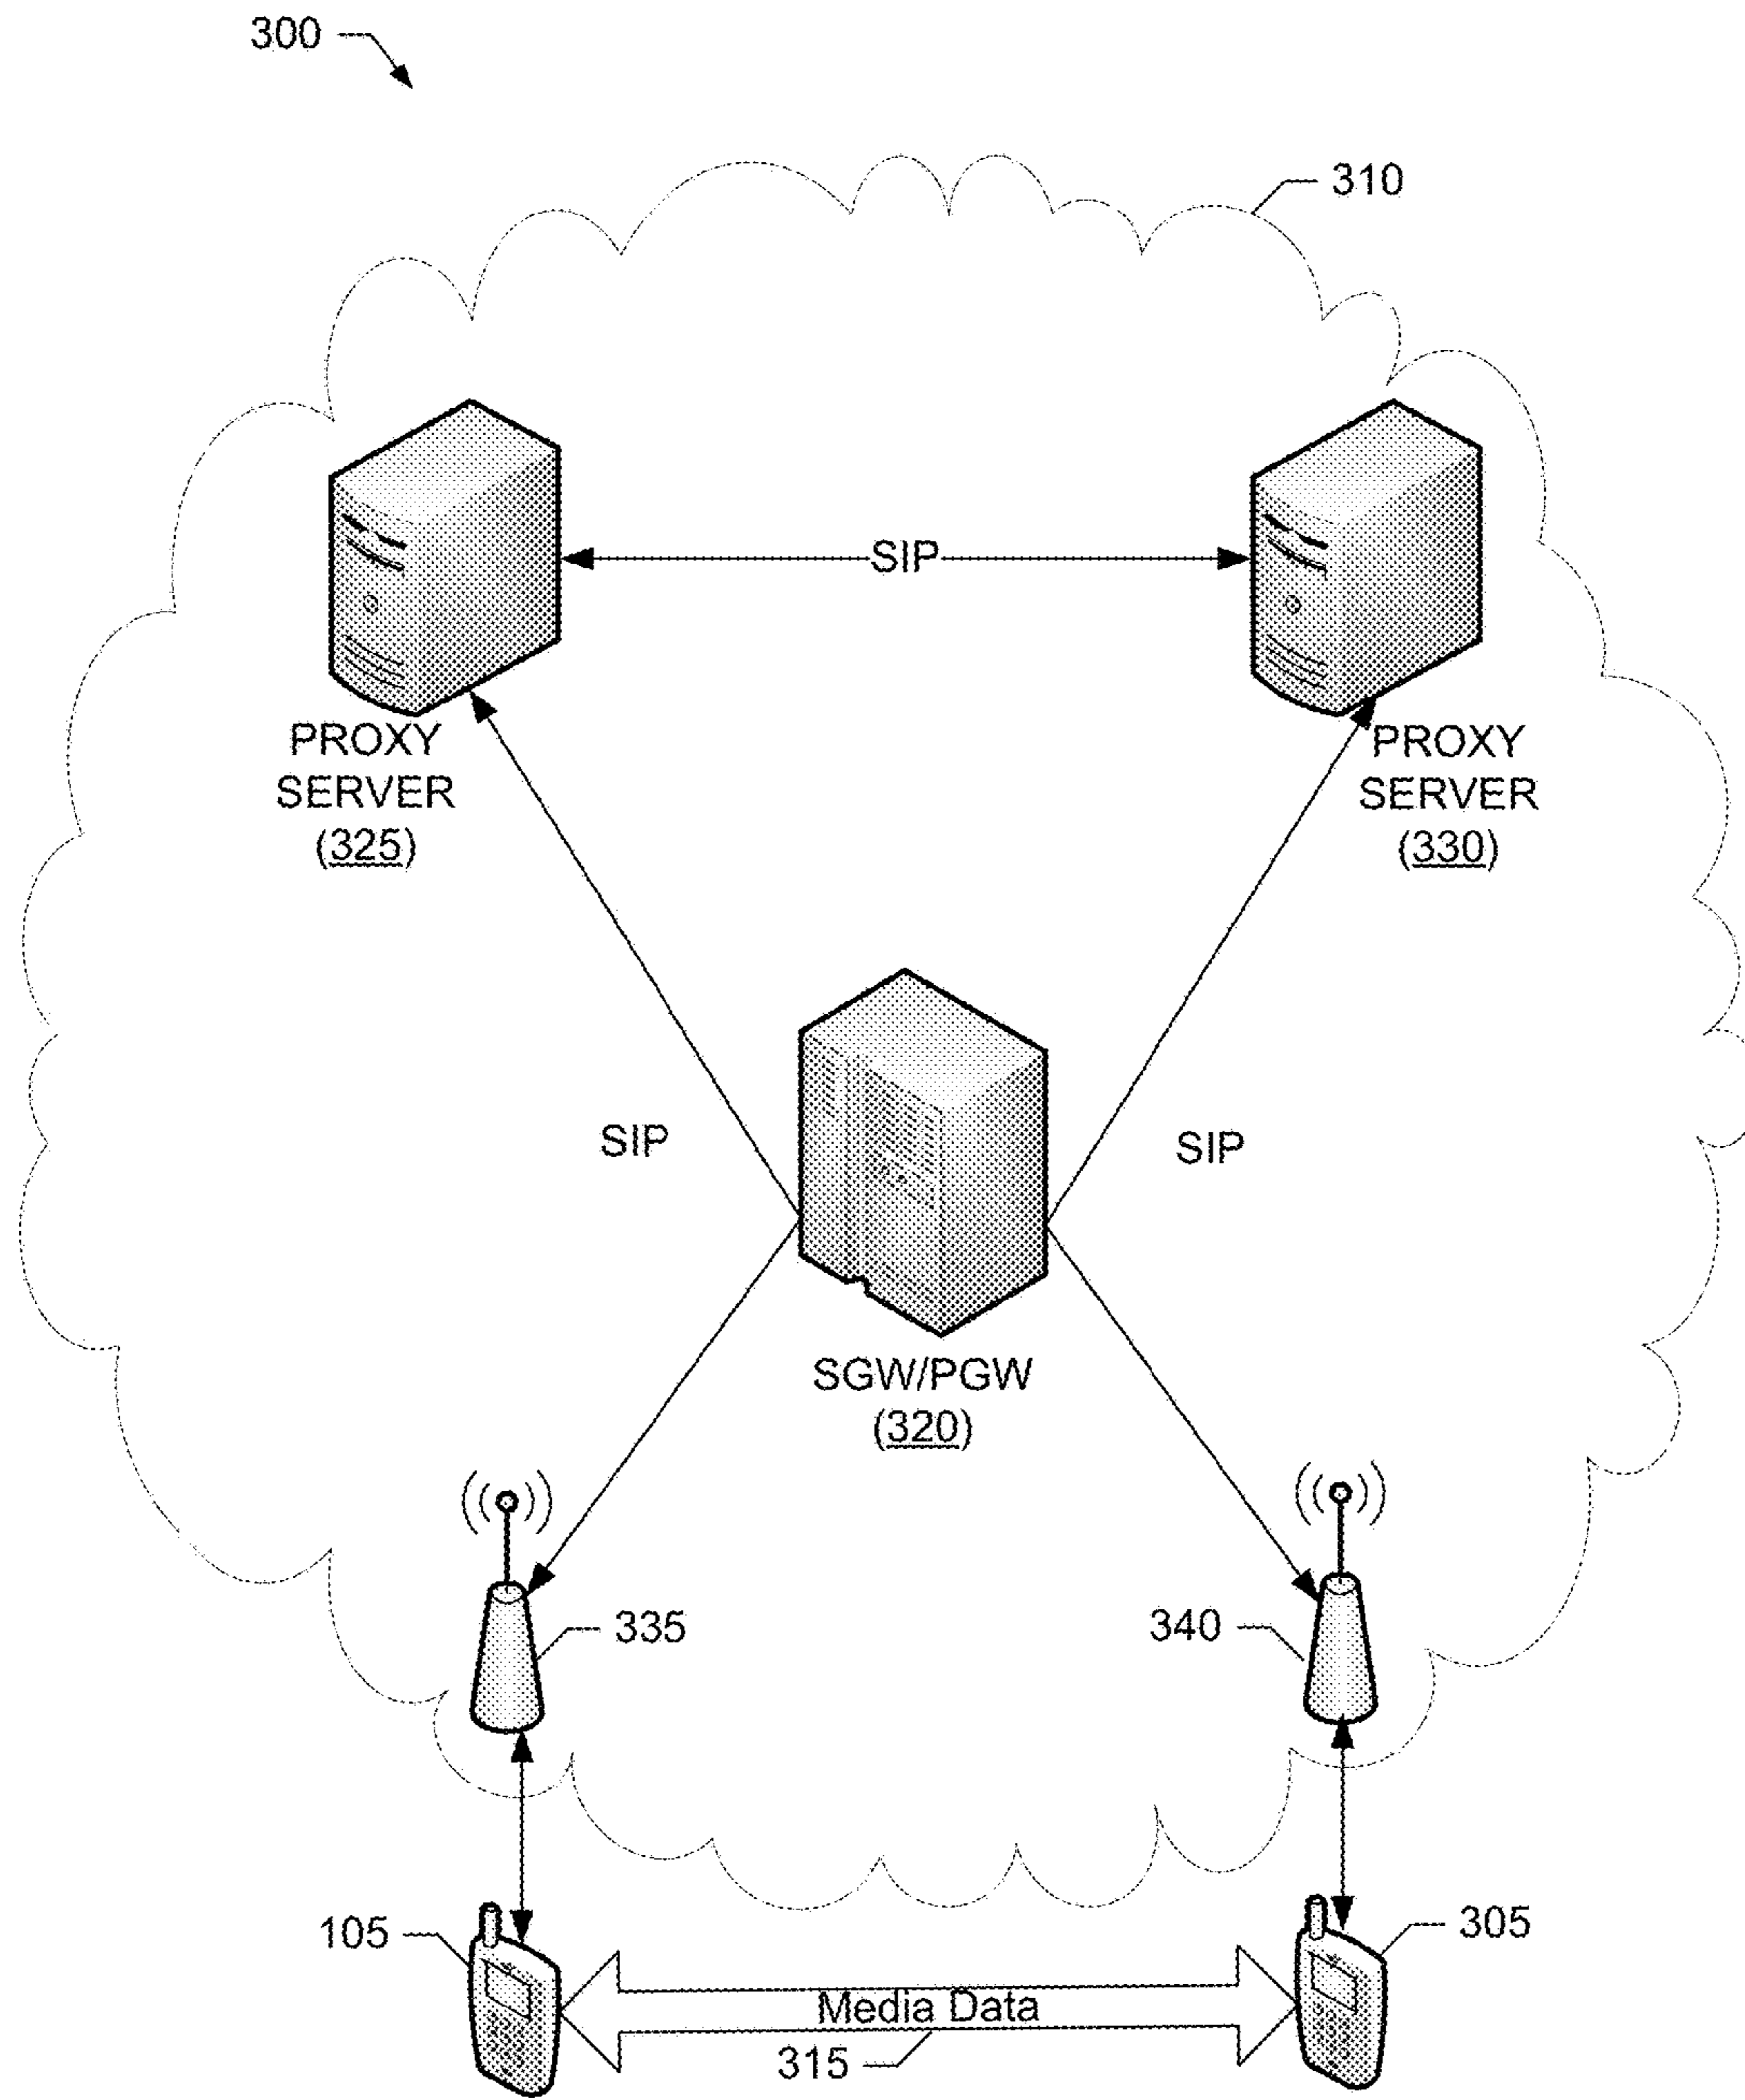 300
310
SIP
PROXY
SERVER
(325)
PROXY
SERVER
(330)
SIP
SIP
SGW/PGW
(320)
335
340
105
305
Media Data
315